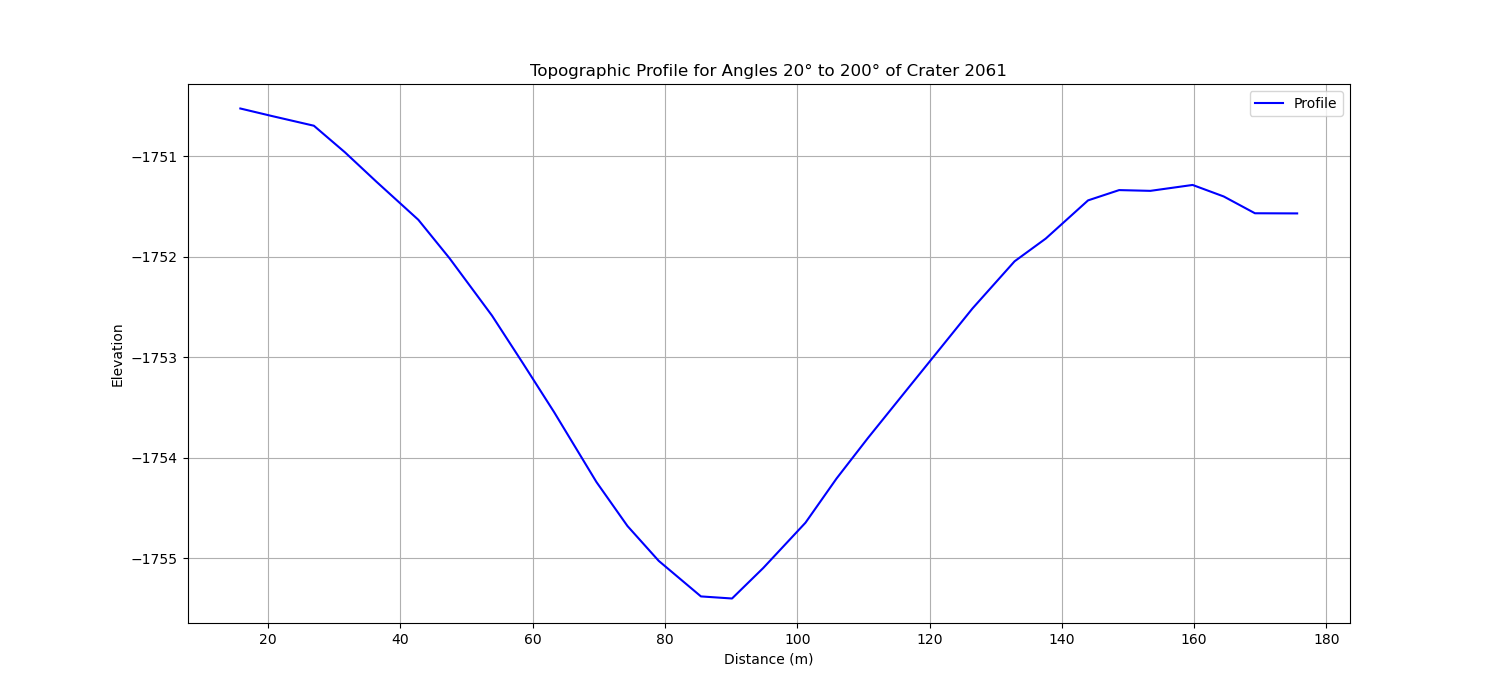 Topographic Profile for Angles 20° to 200° of Crater 2061
Profile
−1751
−1752
−1753
−1754
−1755
Elevation
20 40 60 80 100 120 140 160 180
Distance (m)